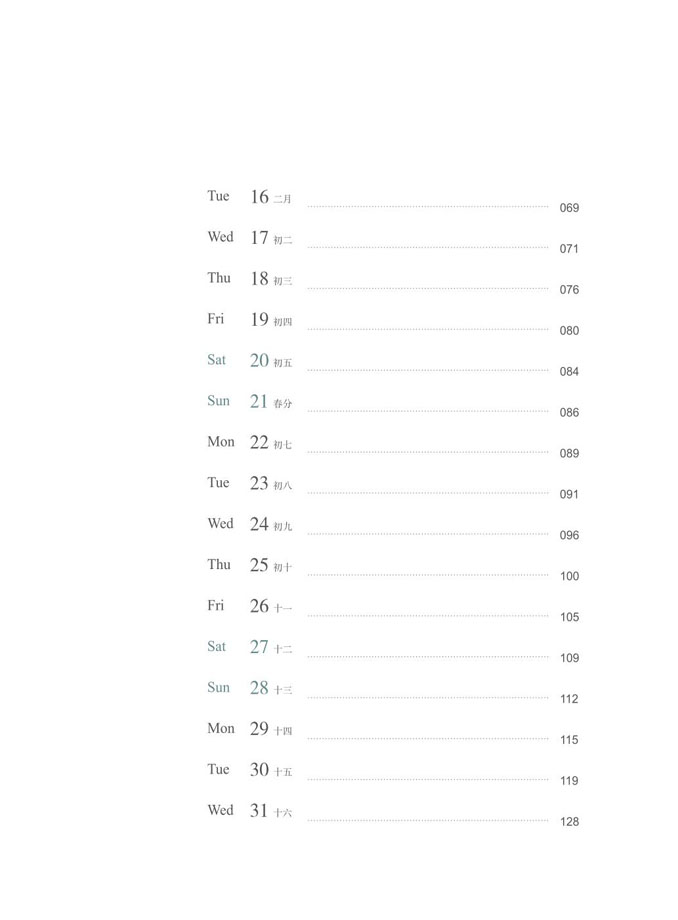 Tue 16 二月 069
Wed 17 初二 071
Thu 18 初三 076
Fri 19 初四 080
Sat 20 初五 084
Sun 21 春分 086
Mon 22 初七 089
Tue 23 初八 091
Wed 24 初九 096
Thu 25 初十 100
Fri 26 十一 105
Sat 27 十二 109
Sun 28 十三 112
Mon 29 十四 115
Tue 30 十五 119
Wed 31 十六 128